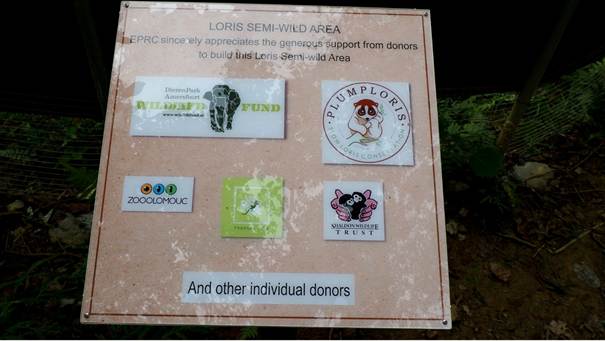 LORIS SEMI-WILD AREA
EPRC sincerely appreciates the generous support from donors
to build this Loris Semi-wild Area
DierenPark
Amersfoort
WILDLIFE FUND
PLUMPLORIS
ZOOOLOMOUC
SHALDON WILDLIFE
TRUST
And other individual donors